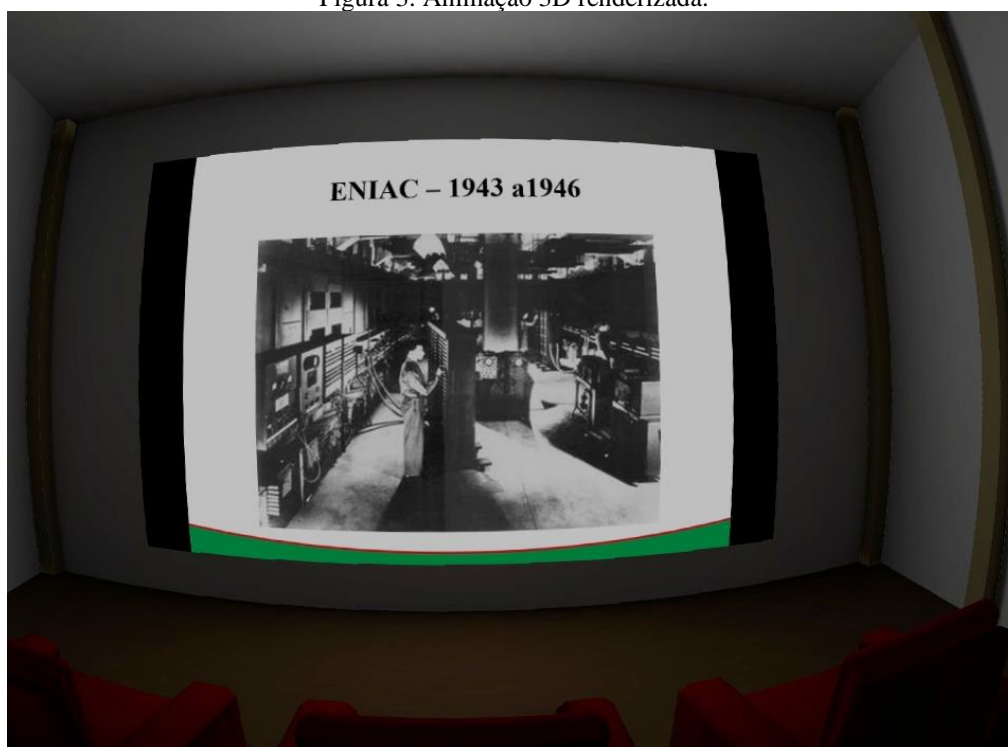 Figura 3: Animação 3D renderizada.
ENIAC – 1943 a1946